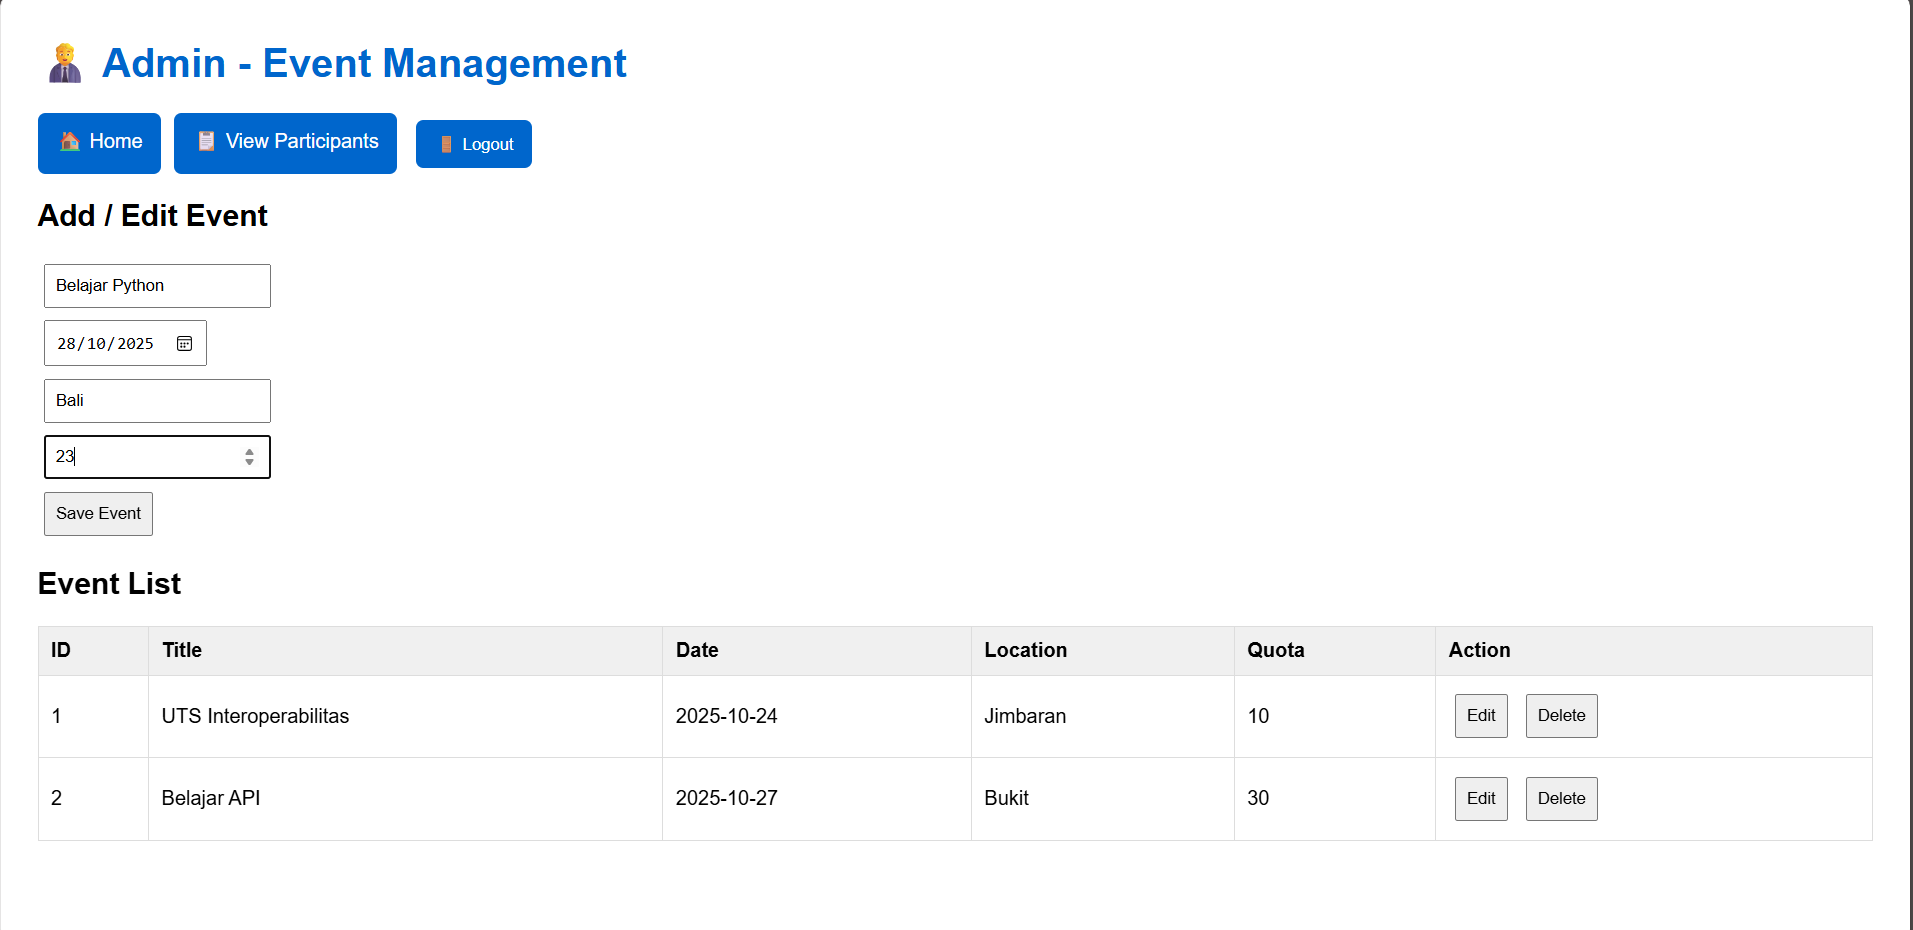 Admin - Event Management
Home
View Participants
Logout
Add / Edit Event
Belajar Python
28/10/2025
Bali
23
Save Event
Event List
ID Title Date Location Quota Action
1 UTS Interoperabilitas 2025-10-24 Jimbaran 10 Edit Delete
2 Belajar API 2025-10-27 Bukit 30 Edit Delete